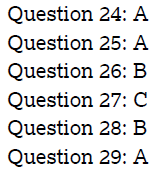 Question 24: A
Question 25: A
Question 26: B
Question 27: C
Question 28: B
Question 29: A